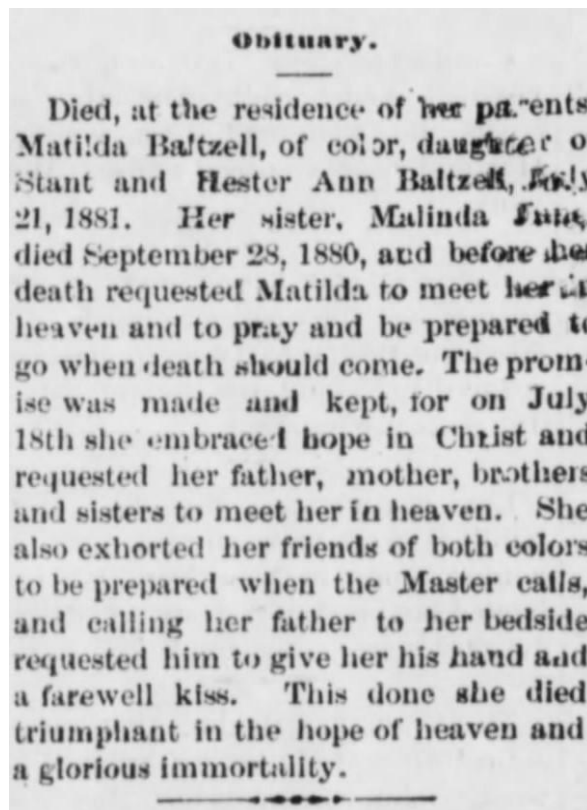 Obituary.
Died, at the residence of her parents
Matilda Baltzell, of color, daughter o
Stant and Hester Ann Baltzell, July
21, 1881. Her sister, Malinda Jane,
died September 28, 1880, and before her
death requested Matilda to meet her in
heaven and to pray and be prepared to
go when death should come. The prom-
ise was made and kept, for on July
18th she embraced hope in Christ and
requested her father, mother, brothers
and sisters to meet her in heaven. She
also exhorted her friends of both colors
to be prepared when the Master calls,
and calling her father to her bedside
requested him to give her his hand and
a farewell kiss. This done she died
triumphant in the hope of heaven and
a glorious immortality.